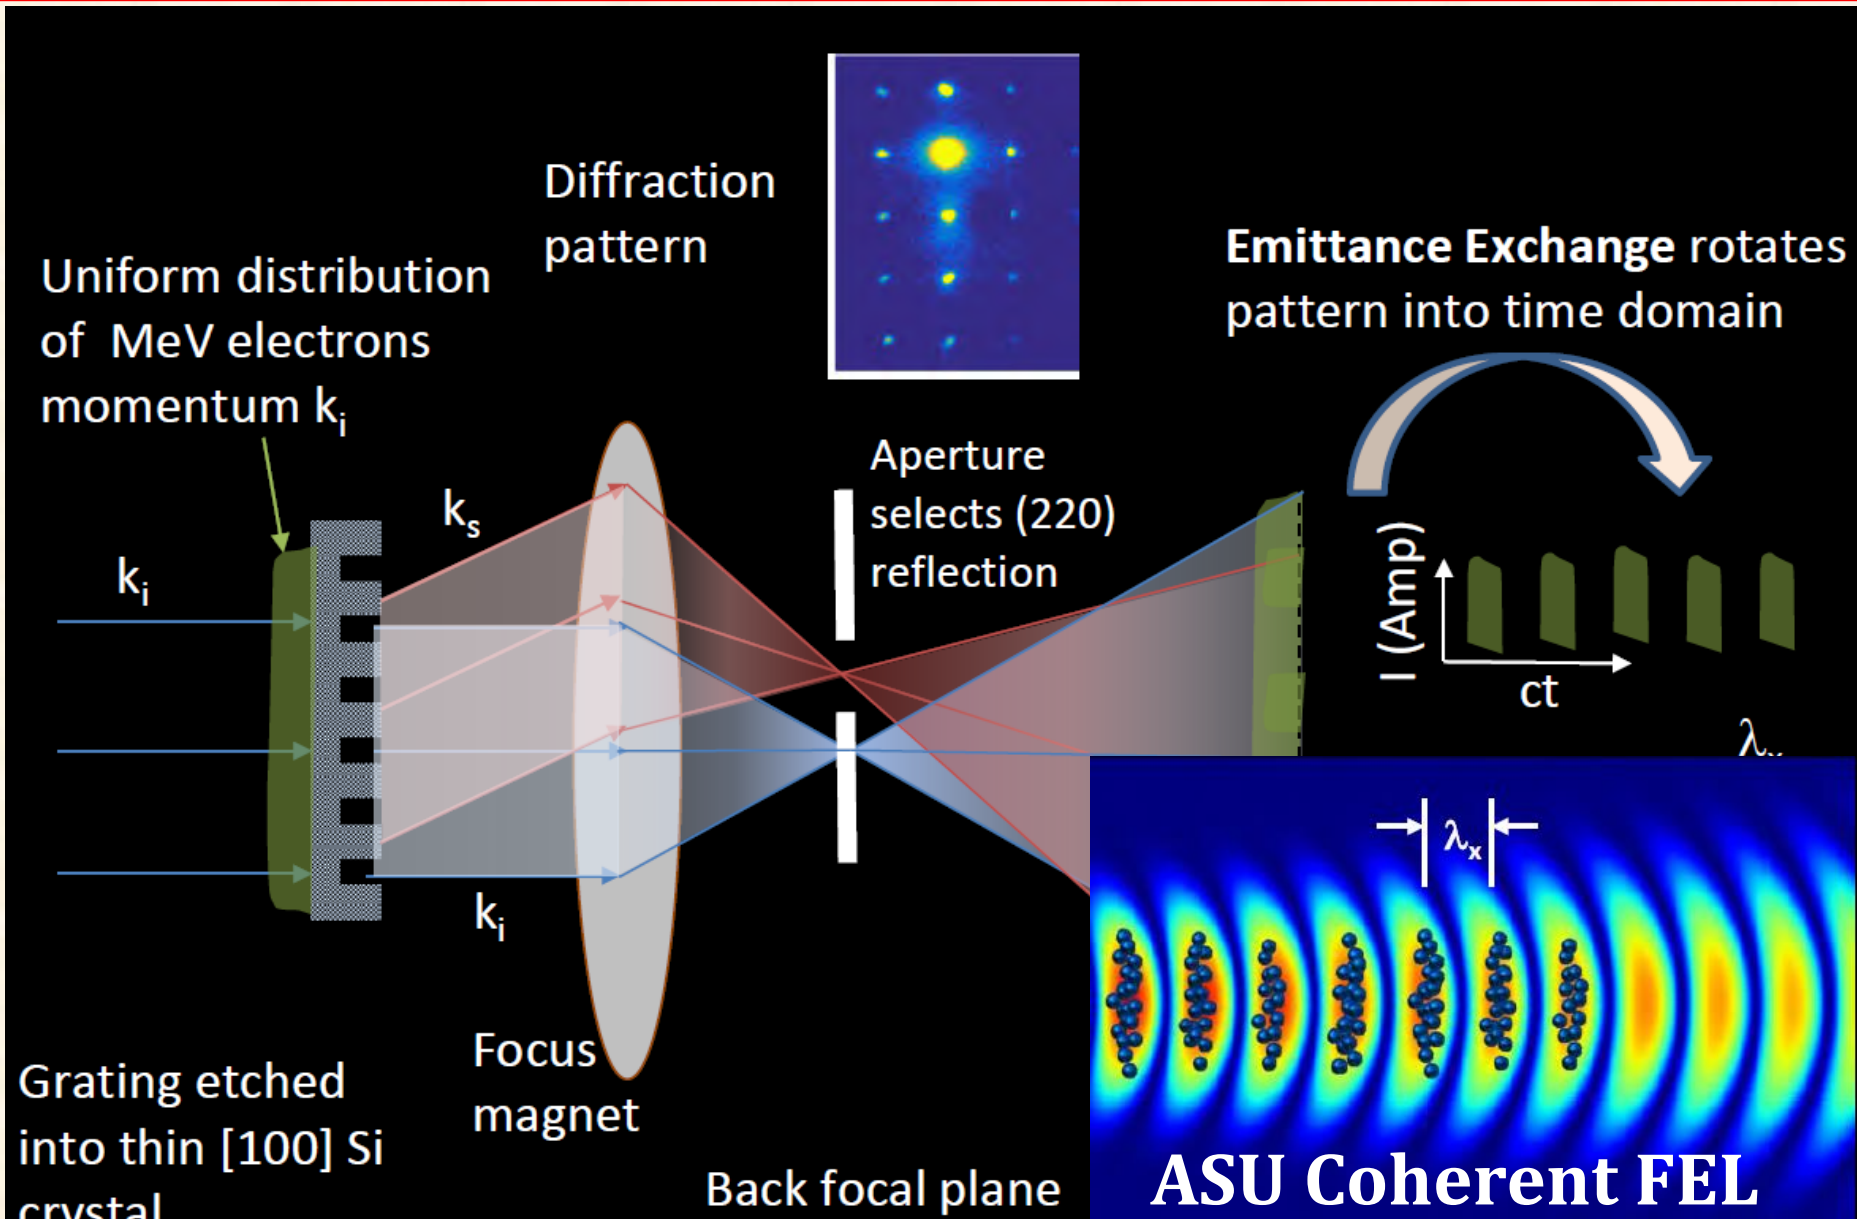 Diffraction
pattern
Uniform distribution
of MeV electrons
momentum kᵢ
Emittance Exchange rotates
pattern into time domain
Aperture
selects (220)
reflection
kₛ
kᵢ
I (Amp)
ct
λₓ
λₓ
kᵢ
Focus
magnet
Grating etched
into thin [100] Si
crystal
Back focal plane
ASU Coherent FEL